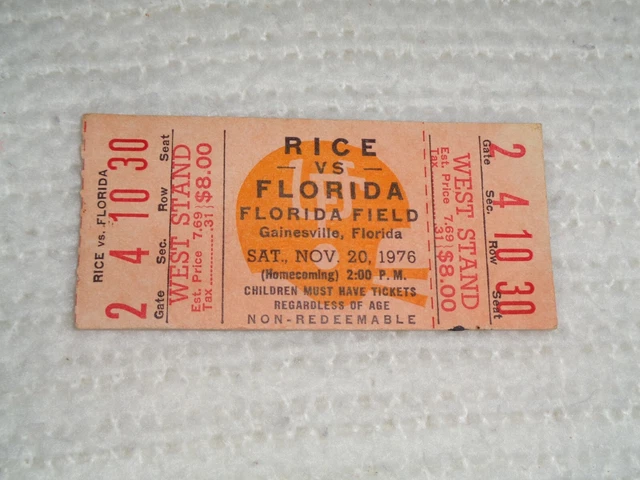 RICE vs. FLORIDA
2 4 10 30
Gate Sec. Row Seat
WEST STAND
Est. Price 7.69
Tax .31
$8.00
RICE
VS
FLORIDA
FLORIDA FIELD
Gainesville, Florida
SAT., NOV. 20, 1976
(Homecoming) 2:00 P. M.
CHILDREN MUST HAVE TICKETS
REGARDLESS OF AGE
NON-REDEEMABLE
2 4 10 30
Gate Sec. Row Seat
WEST STAND
Est. Price 7.69
Tax .31
$8.00